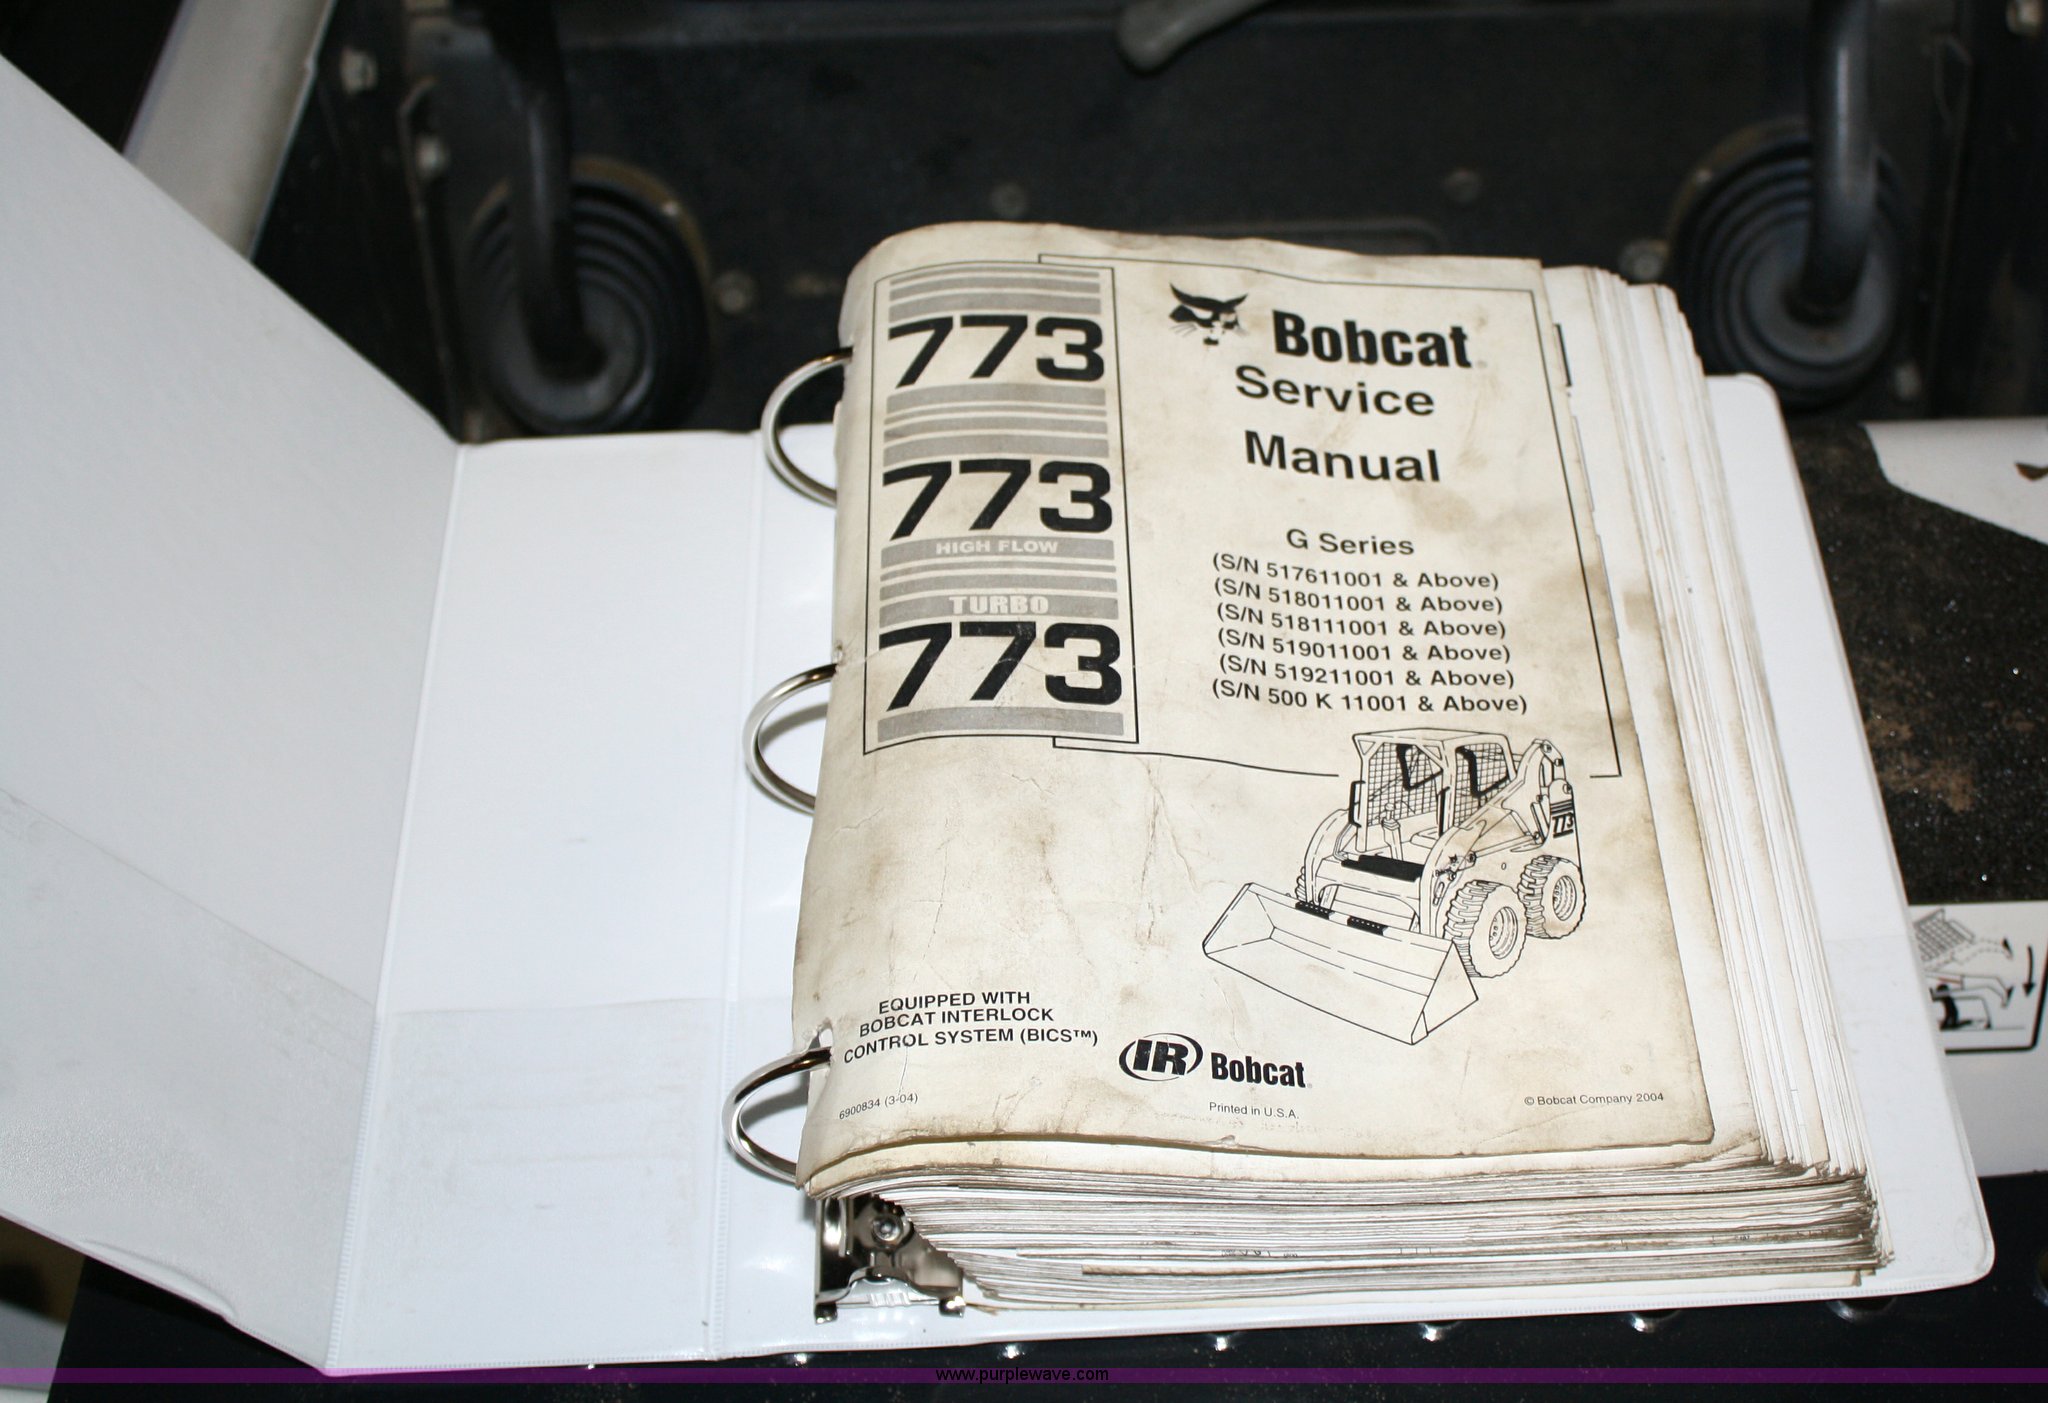 773
773
HIGH FLOW
TURBO
773
Bobcat
Service
Manual
G Series
(S/N 517611001 & Above)
(S/N 518011001 & Above)
(S/N 518111001 & Above)
(S/N 519011001 & Above)
(S/N 519211001 & Above)
(S/N 500 K 11001 & Above)
773
EQUIPPED WITH
BOBCAT INTERLOCK
CONTROL SYSTEM (BICS™)
IR Bobcat
6900834 (3-04)
Printed in U.S.A.
© Bobcat Company 2004
www.purplewave.com